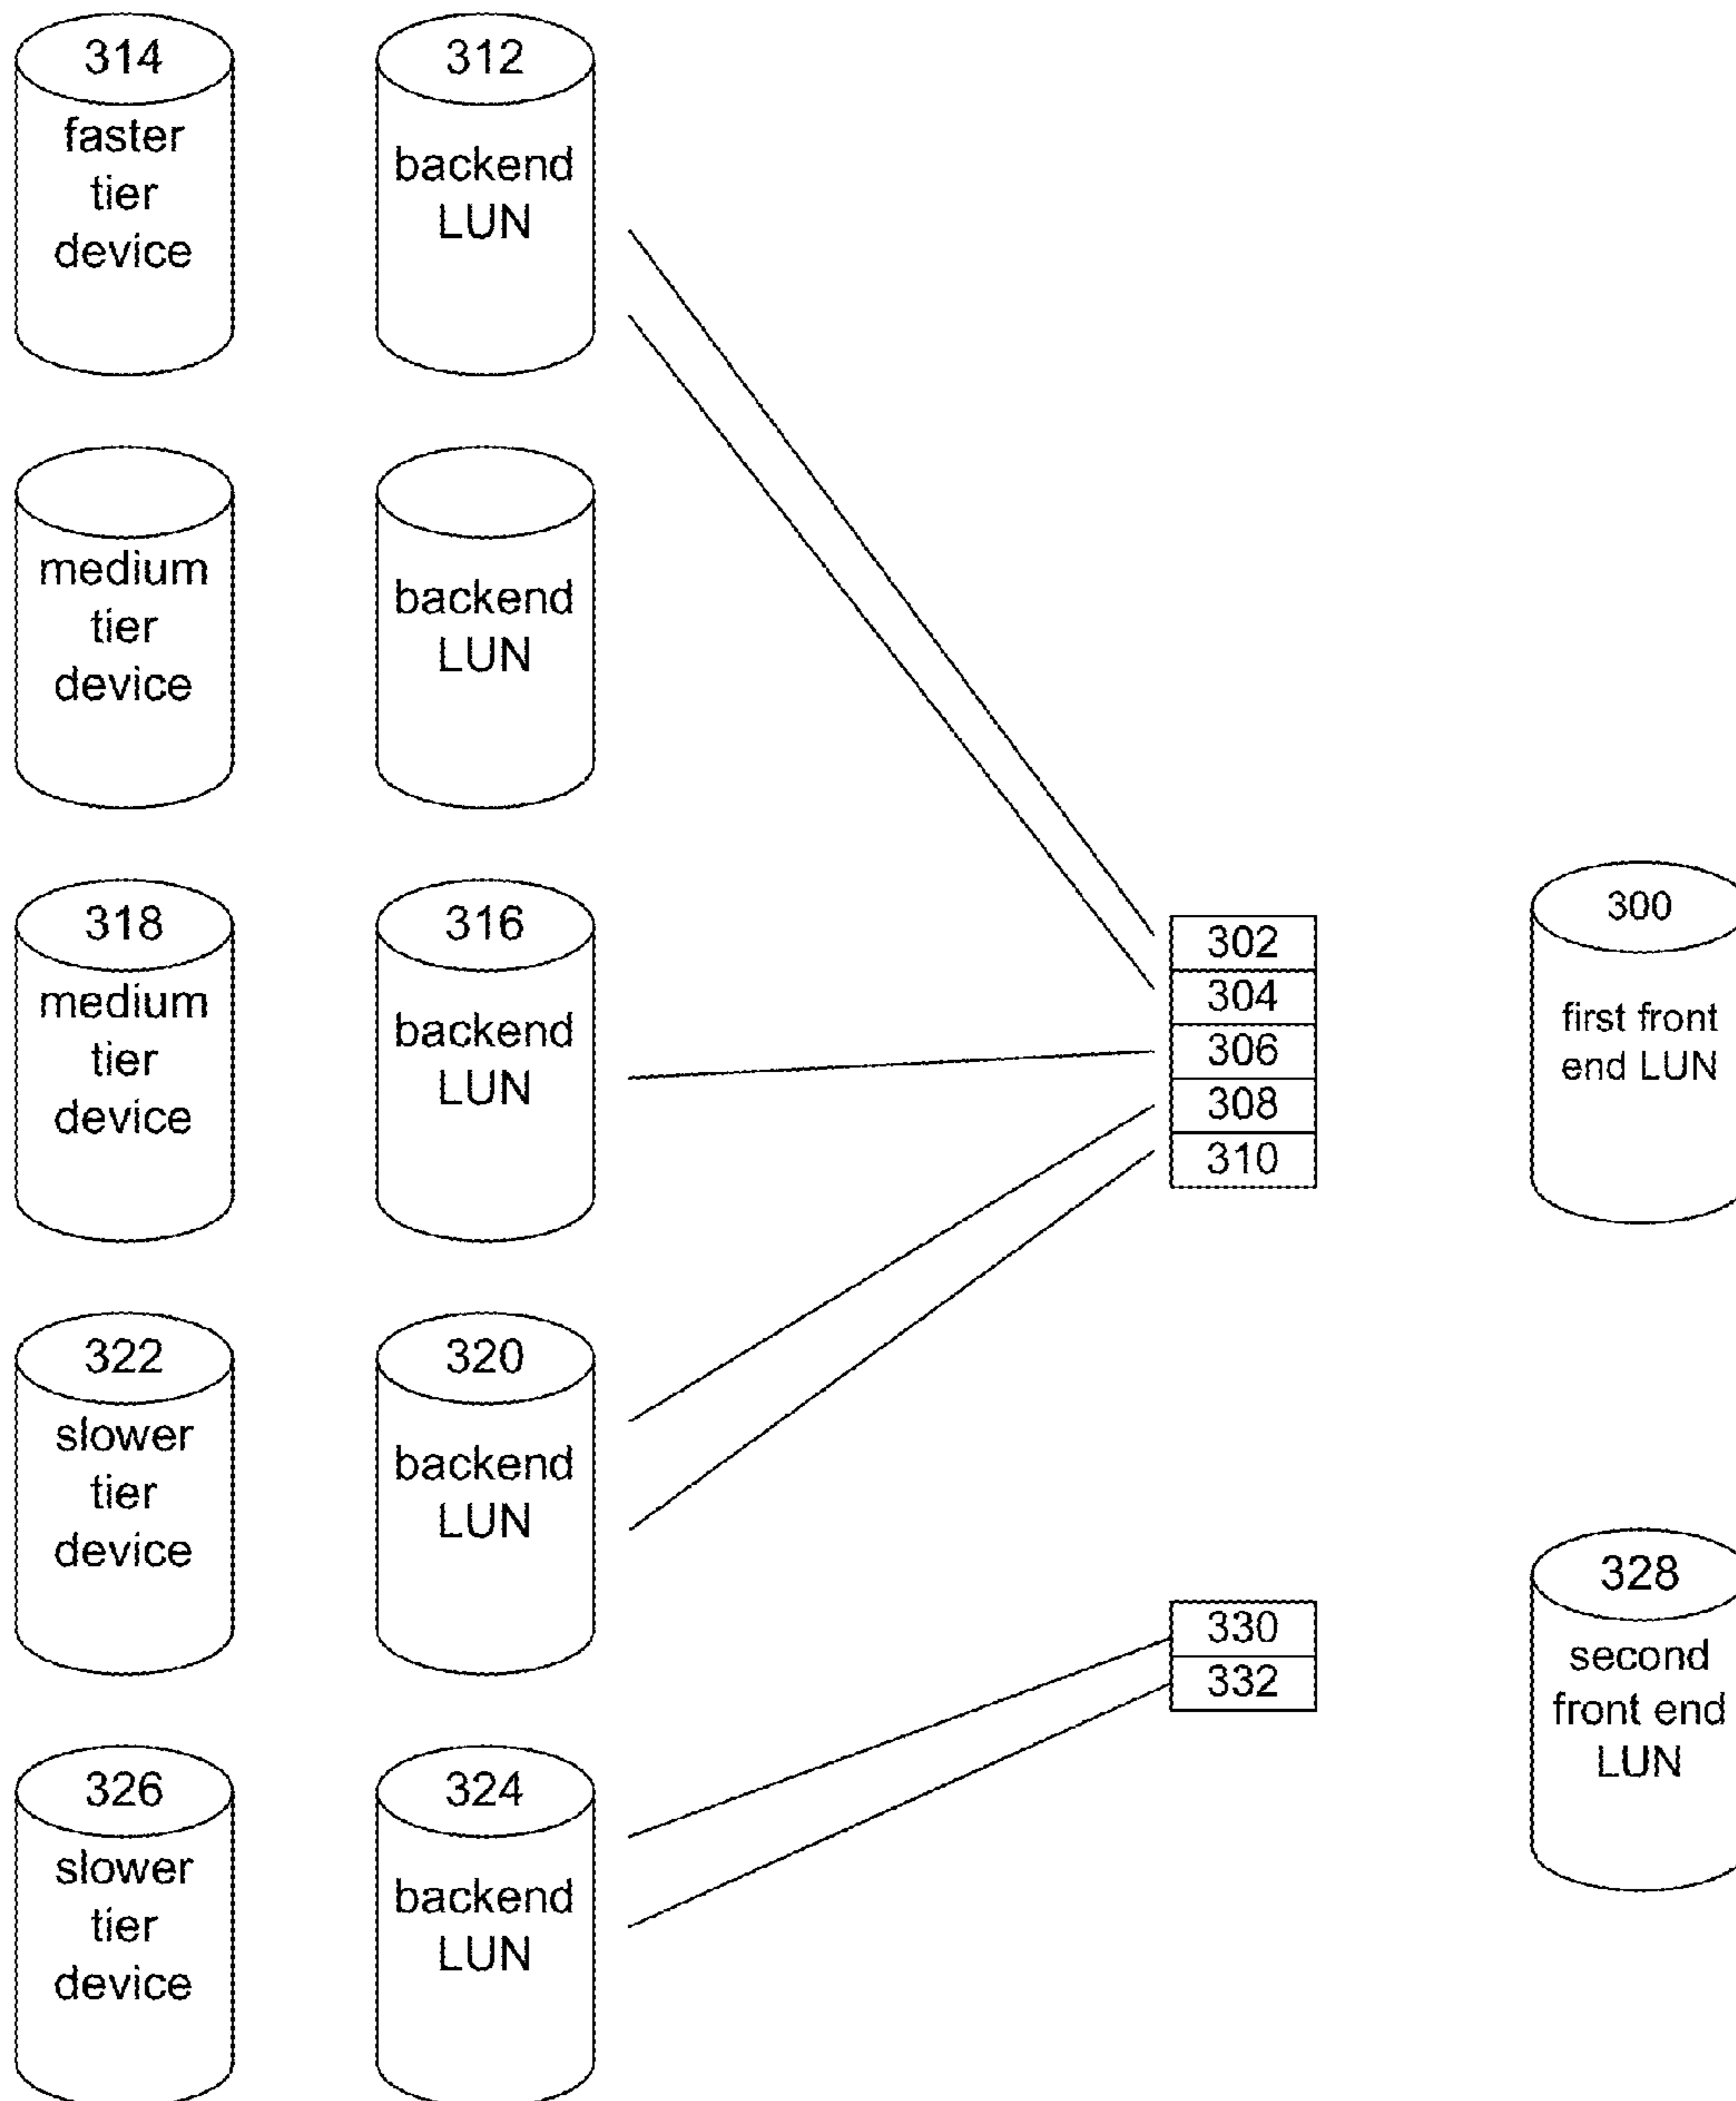 314
faster
tier
device
312
backend
LUN
medium
tier
device
backend
LUN
318
medium
tier
device
316
backend
LUN
302
304
306
308
310
300
first front
end LUN
322
slower
tier
device
320
backend
LUN
330
332
328
second
front end
LUN
326
slower
tier
device
324
backend
LUN